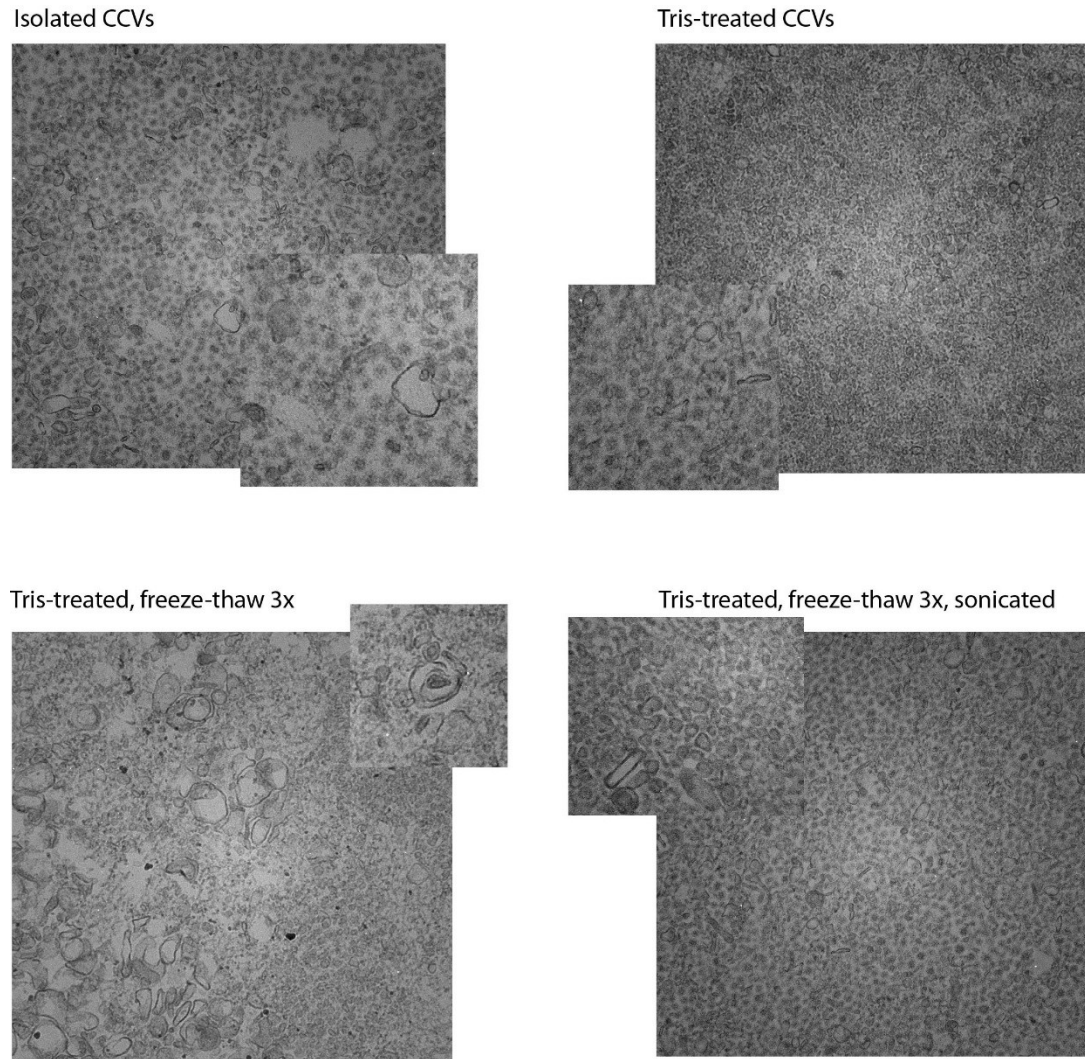 Isolated CCVs
Tris-treated CCVs
Tris-treated, freeze-thaw 3x
Tris-treated, freeze-thaw 3x, sonicated